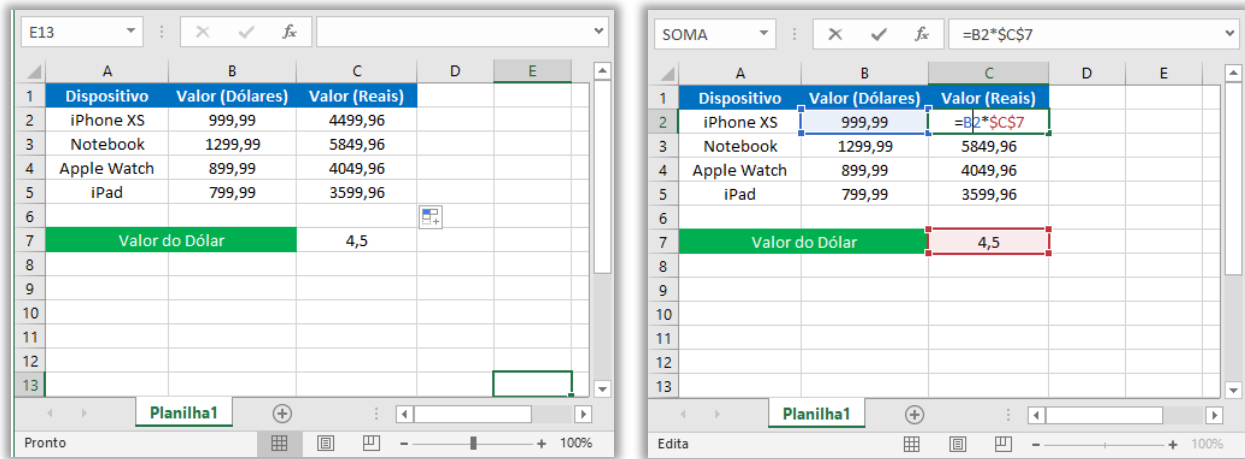 E13 fx
A B C D E
1 Dispositivo Valor (Dólares) Valor (Reais)
2 iPhone XS 999,99 4499,96
3 Notebook 1299,99 5849,96
4 Apple Watch 899,99 4049,96
5 iPad 799,99 3599,96
6
7 Valor do Dólar 4,5
8
9
10
11
12
13
Planilha1
Pronto 100%
SOMA fx =B2*$C$7
A B C D E
1 Dispositivo Valor (Dólares) Valor (Reais)
2 iPhone XS 999,99 =B2*$C$7
3 Notebook 1299,99 5849,96
4 Apple Watch 899,99 4049,96
5 iPad 799,99 3599,96
6
7 Valor do Dólar 4,5
8
9
10
11
12
13
Planilha1
Edita 100%